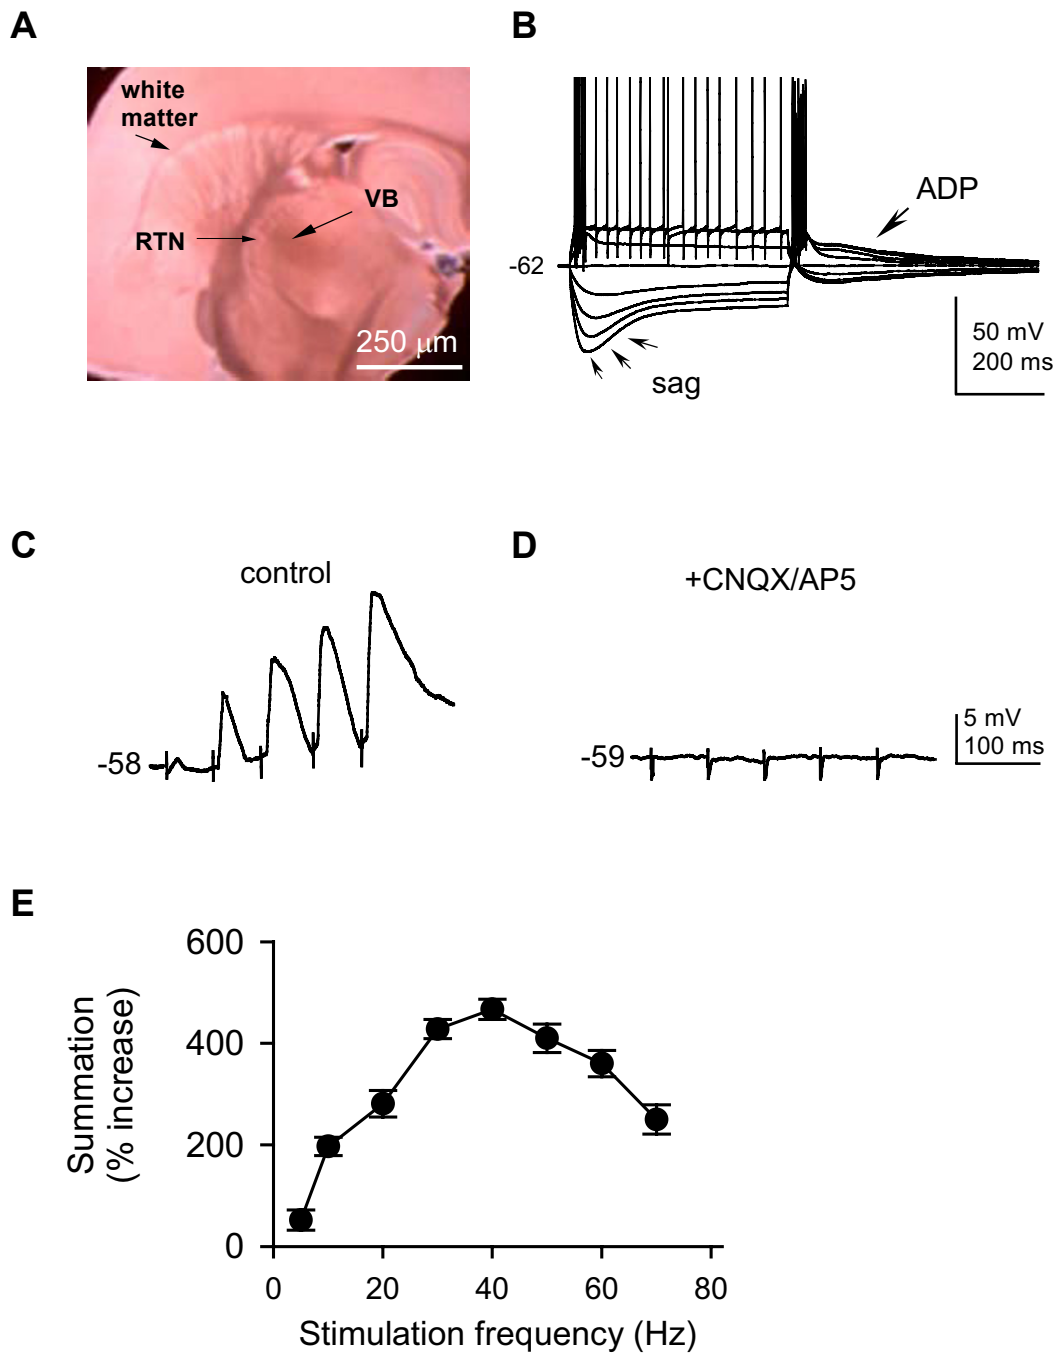 A
white
matter
VB
RTN
250 μm
B
ADP
-62
50 mV
200 ms
sag
C
control
-58
D
+CNQX/AP5
-59
5 mV
100 ms
E
600
400
200
0
Summation
(% increase)
0 20 40 60 80
Stimulation frequency (Hz)